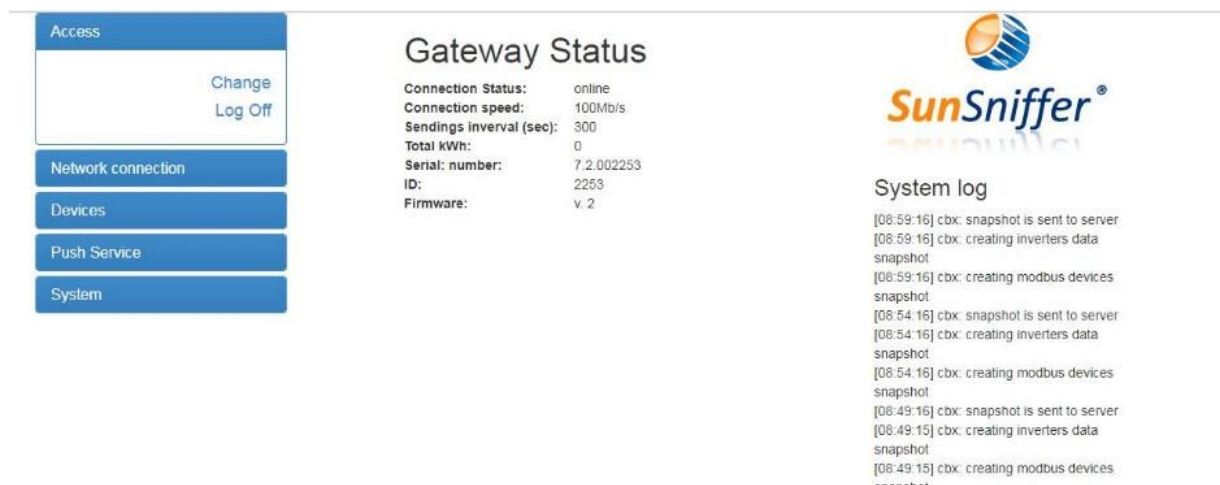 Access
Change
Log Off
Network connection
Devices
Push Service
System
Gateway Status
Connection Status: online
Connection speed: 100Mb/s
Sendings inverval (sec): 300
Total kWh: 0
Serial: number: 7.2.002253
ID: 2253
Firmware: v. 2
SunSniffer®
System log
[08:59:16] cbx: snapshot is sent to server
[08:59:16] cbx: creating inverters data
snapshot
[08:59:16] cbx: creating modbus devices
snapshot
[08:54:16] cbx: snapshot is sent to server
[08:54:16] cbx: creating inverters data
snapshot
[08:54:16] cbx: creating modbus devices
snapshot
[08:49:16] cbx: snapshot is sent to server
[08:49:15] cbx: creating inverters data
snapshot
[08:49:15] cbx: creating modbus devices